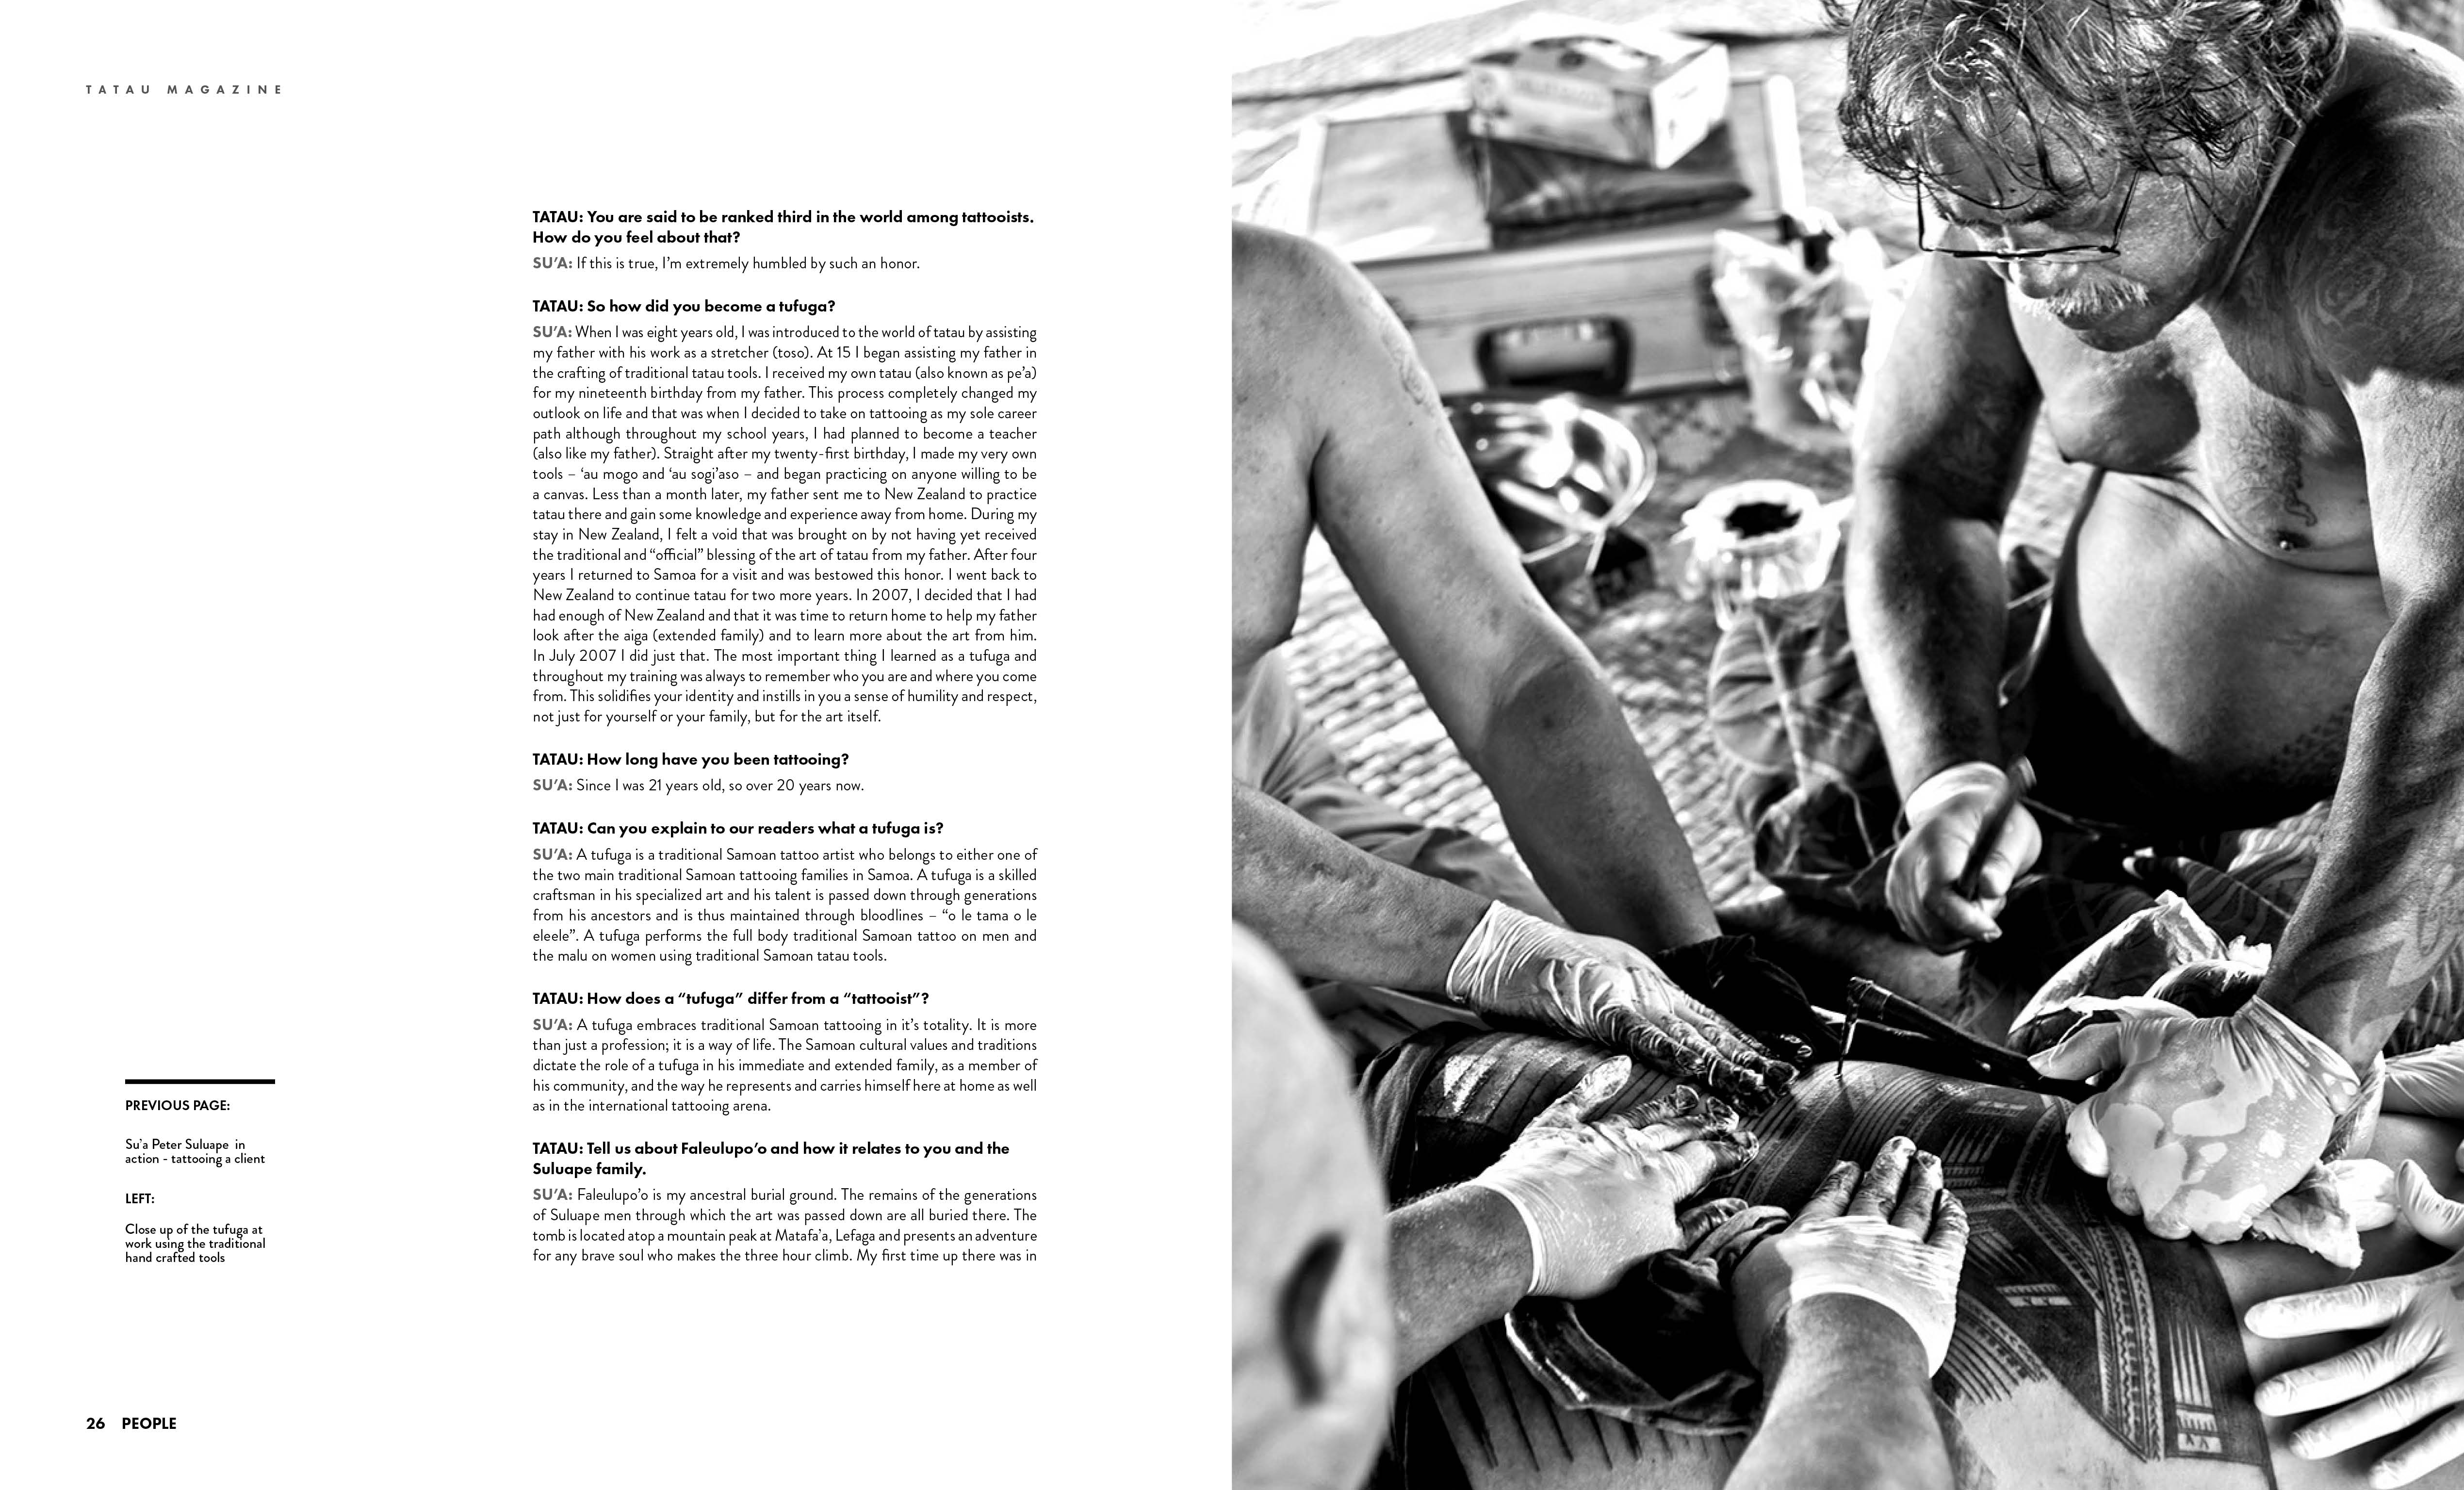 TATAU MAGAZINE
TATAU: You are said to be ranked third in the world among tattooists.
How do you feel about that?
SU'A: If this is true, I'm extremely humbled by such an honor.
TATAU: So how did you become a tufuga?
SU'A: When I was eight years old, I was introduced to the world of tatau by assisting
my father with his work as a stretcher (toso). At 15 I began assisting my father in
the crafting of traditional tatau tools. I received my own tatau (also known as pe'a)
for my nineteenth birthday from my father. This process completely changed my
outlook on life and that was when I decided to take on tattooing as my sole career
path although throughout my school years, I had planned to become a teacher
(also like my father). Straight after my twenty-first birthday, I made my very own
tools – ‘au mogo and ‘au sogi’aso – and began practicing on anyone willing to be
a canvas. Less than a month later, my father sent me to New Zealand to practice
tatau there and gain some knowledge and experience away from home. During my
stay in New Zealand, I felt a void that was brought on by not having yet received
the traditional and “official” blessing of the art of tatau from my father. After four
years I returned to Samoa for a visit and was bestowed this honor. I went back to
New Zealand to continue tatau for two more years. In 2007, I decided that I had
had enough of New Zealand and that it was time to return home to help my father
look after the aiga (extended family) and to learn more about the art from him.
In July 2007 I did just that. The most important thing I learned as a tufuga and
throughout my training was always to remember who you are and where you come
from. This solidifies your identity and instills in you a sense of humility and respect,
not just for yourself or your family, but for the art itself.
TATAU: How long have you been tattooing?
SU'A: Since I was 21 years old, so over 20 years now.
TATAU: Can you explain to our readers what a tufuga is?
SU'A: A tufuga is a traditional Samoan tattoo artist who belongs to either one of
the two main traditional Samoan tattooing families in Samoa. A tufuga is a skilled
craftsman in his specialized art and his talent is passed down through generations
from his ancestors and is thus maintained through bloodlines – “o le tama o le
eleele”. A tufuga performs the full body traditional Samoan tattoo on men and
the malu on women using traditional Samoan tatau tools.
TATAU: How does a “tufuga” differ from a “tattooist”?
SU'A: A tufuga embraces traditional Samoan tattooing in it's totality. It is more
than just a profession; it is a way of life. The Samoan cultural values and traditions
dictate the role of a tufuga in his immediate and extended family, as a member of
his community, and the way he represents and carries himself here at home as well
as in the international tattooing arena.
TATAU: Tell us about Faleulupo'o and how it relates to you and the
Suluape family.
SU'A: Faleulupo'o is my ancestral burial ground. The remains of the generations
of Suluape men through which the art was passed down are all buried there. The
tomb is located atop a mountain peak at Matafa'a, Lefaga and presents an adventure
for any brave soul who makes the three hour climb. My first time up there was in
PREVIOUS PAGE:
Su'a Peter Suluape in
action - tattooing a client
LEFT:
Close up of the tufuga at
work using the traditional
hand crafted tools
26 PEOPLE